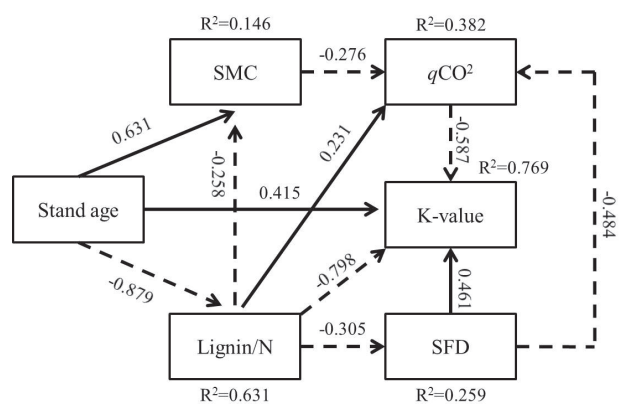 R²=0.146
R²=0.382
SMC
-0.276
qCO²
0.631
-0.258
0.231
-0.587
R²=0.769
Stand age
0.415
K-value
-0.484
-0.879
-0.798
0.461
Lignin/N
-0.305
SFD
R²=0.631
R²=0.259